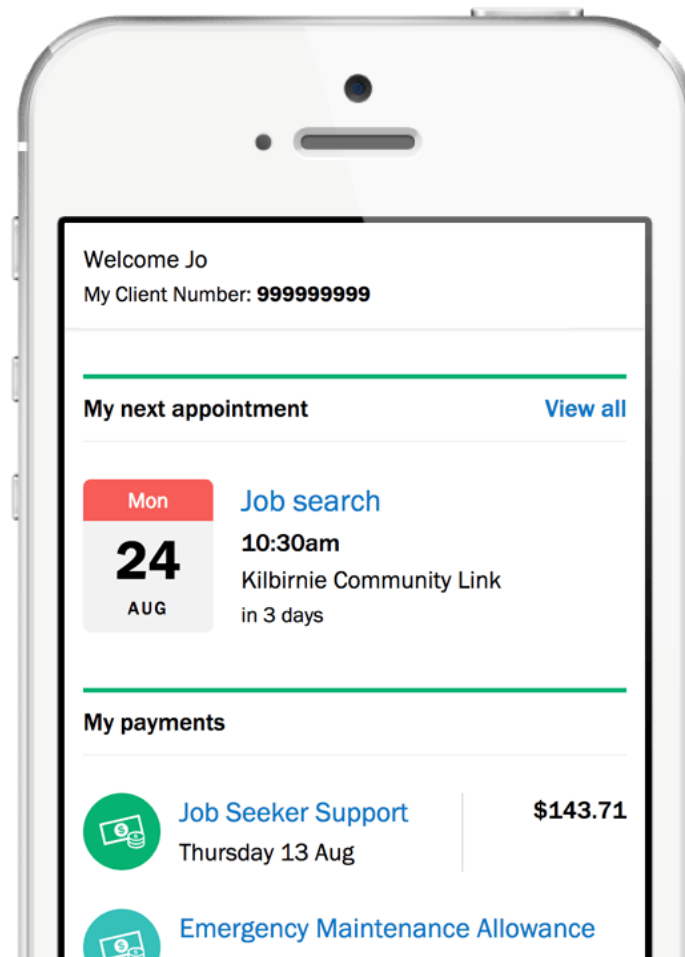 Welcome Jo
My Client Number: 999999999
My next appointment View all
Mon
24
AUG
Job search
10:30am
Kilbirnie Community Link
in 3 days
My payments
Job Seeker Support $143.71
Thursday 13 Aug
Emergency Maintenance Allowance